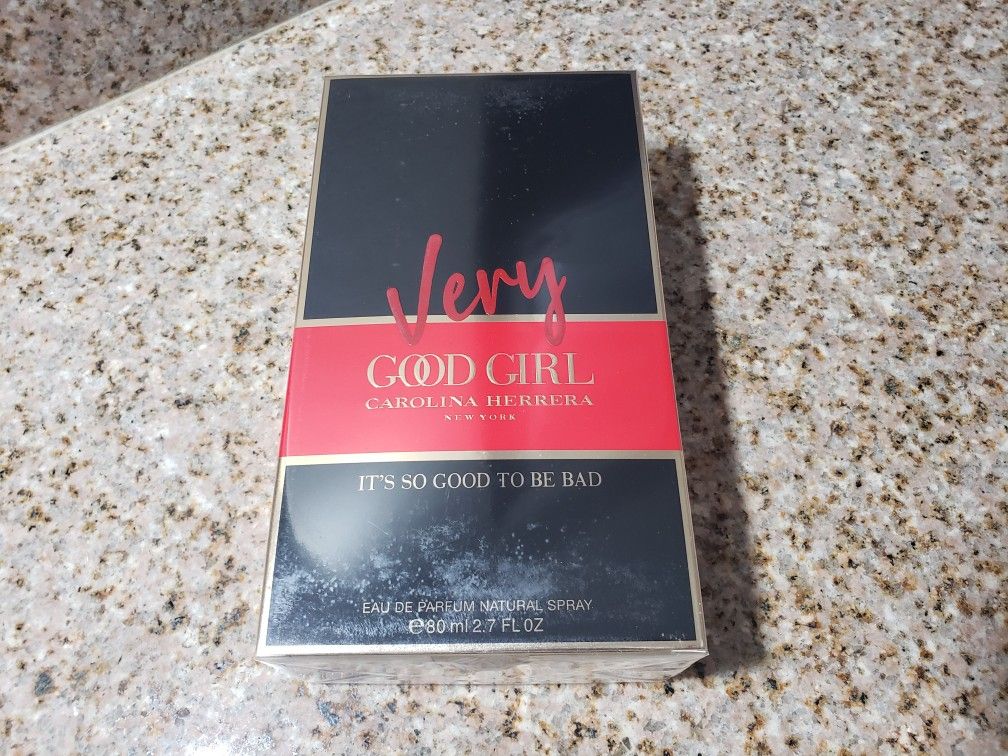 Very
GOOD GIRL
CAROLINA HERRERA
NEW YORK
IT'S SO GOOD TO BE BAD
EAU DE PARFUM NATURAL SPRAY
℮80 ml 2.7 FL OZ